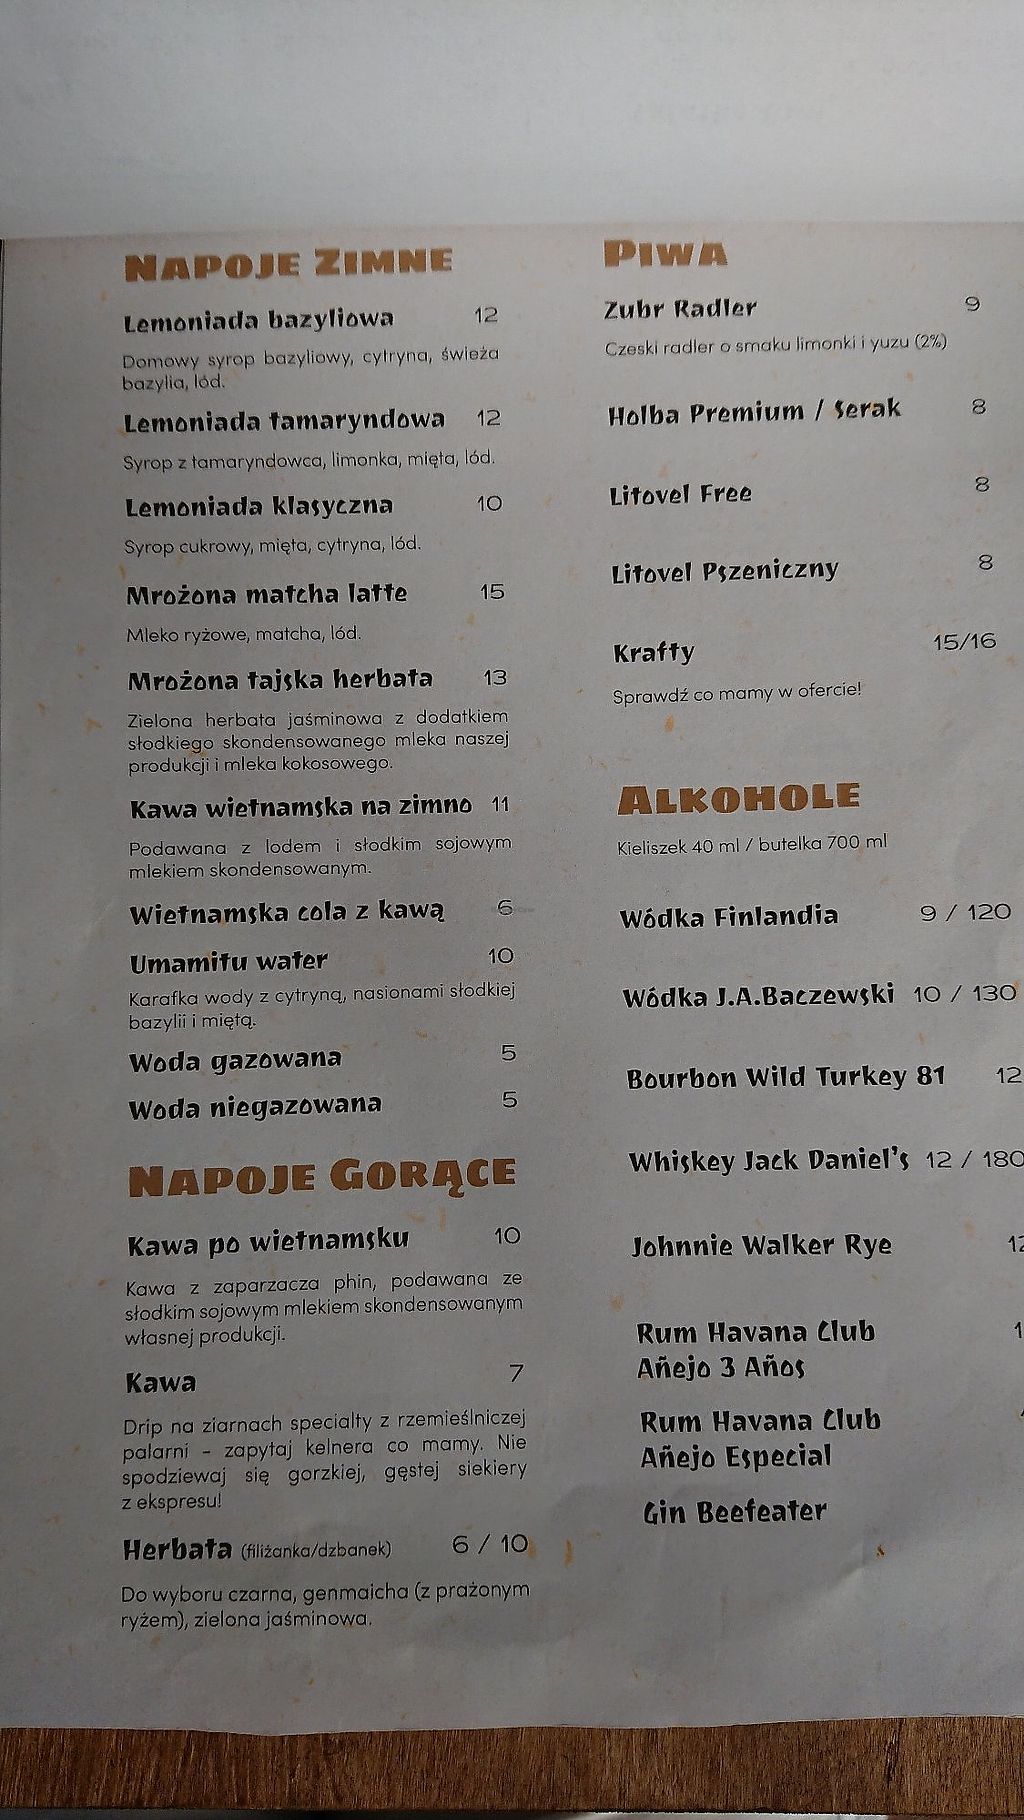 Napoje Zimne
Lemoniada bazyliowa 12
Domowy syrop bazyliowy, cytryna, świeża
bazylia, lód.
Lemoniada tamaryndowa 12
Syrop z tamaryndowca, limonka, mięta, lód.
Lemoniada klasyczna 10
Syrop cukrowy, mięta, cytryna, lód.
Mrożona matcha latte 15
Mleko ryżowe, matcha, lód.
Mrożona tajska herbata 13
Zielona herbata jaśminowa z dodatkiem
słodkiego skondensowanego mleka naszej
produkcji i mleka kokosowego.
Kawa wietnamska na zimno 11
Podawana z lodem i słodkim sojowym
mlekiem skondensowanym.
Wietnamska cola z kawą 6
Umamitu water 10
Karafka wody z cytryną, nasionami słodkiej
bazylii i miętą.
Woda gazowana 5
Woda niegazowana 5
Napoje Gorące
Kawa po wietnamsku 10
Kawa z zaparzacza phin, podawana ze
słodkim sojowym mlekiem skondensowanym
własnej produkcji.
Kawa 7
Drip na ziarnach specialty z rzemieślniczej
palarni - zapytaj kelnera co mamy. Nie
spodziewaj się gorzkiej, gęstej siekiery
z ekspresu!
Herbata (filiżanka/dzbanek) 6 / 10
Do wyboru czarna, genmaicha (z prażonym
ryżem), zielona jaśminowa.
Piwa
Zubr Radler 9
Czeski radler o smaku limonki i yuzu (2%)
Holba Premium / Serak 8
Litovel Free 8
Litovel Pszeniczny 8
Krafty 15/16
Sprawdź co mamy w ofercie!
Alkohole
Kieliszek 40 ml / butelka 700 ml
Wódka Finlandia 9 / 120
Wódka J.A.Baczewski 10 / 130
Bourbon Wild Turkey 81 12
Whiskey Jack Daniel's 12 / 180
Johnnie Walker Rye 12
Rum Havana Club
Añejo 3 Años
Rum Havana Club
Añejo Especial
Gin Beefeater